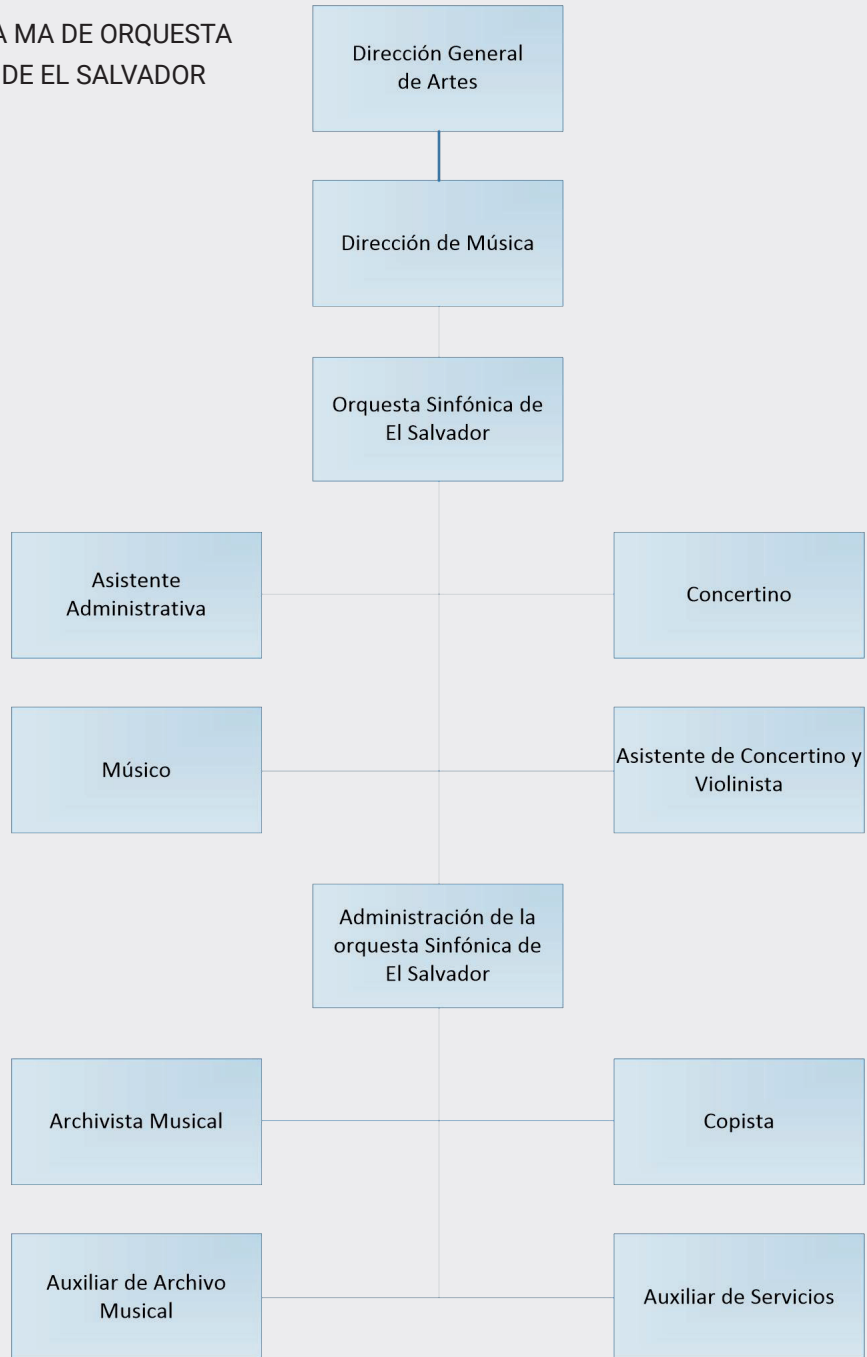 A MA DE ORQUESTA
DE EL SALVADOR
Dirección General
de Artes
Dirección de Música
Orquesta Sinfónica de
El Salvador
Asistente
Administrativa
Concertino
Músico
Asistente de Concertino y
Violinista
Administración de la
orquesta Sinfónica de
El Salvador
Archivista Musical
Copista
Auxiliar de Archivo
Musical
Auxiliar de Servicios